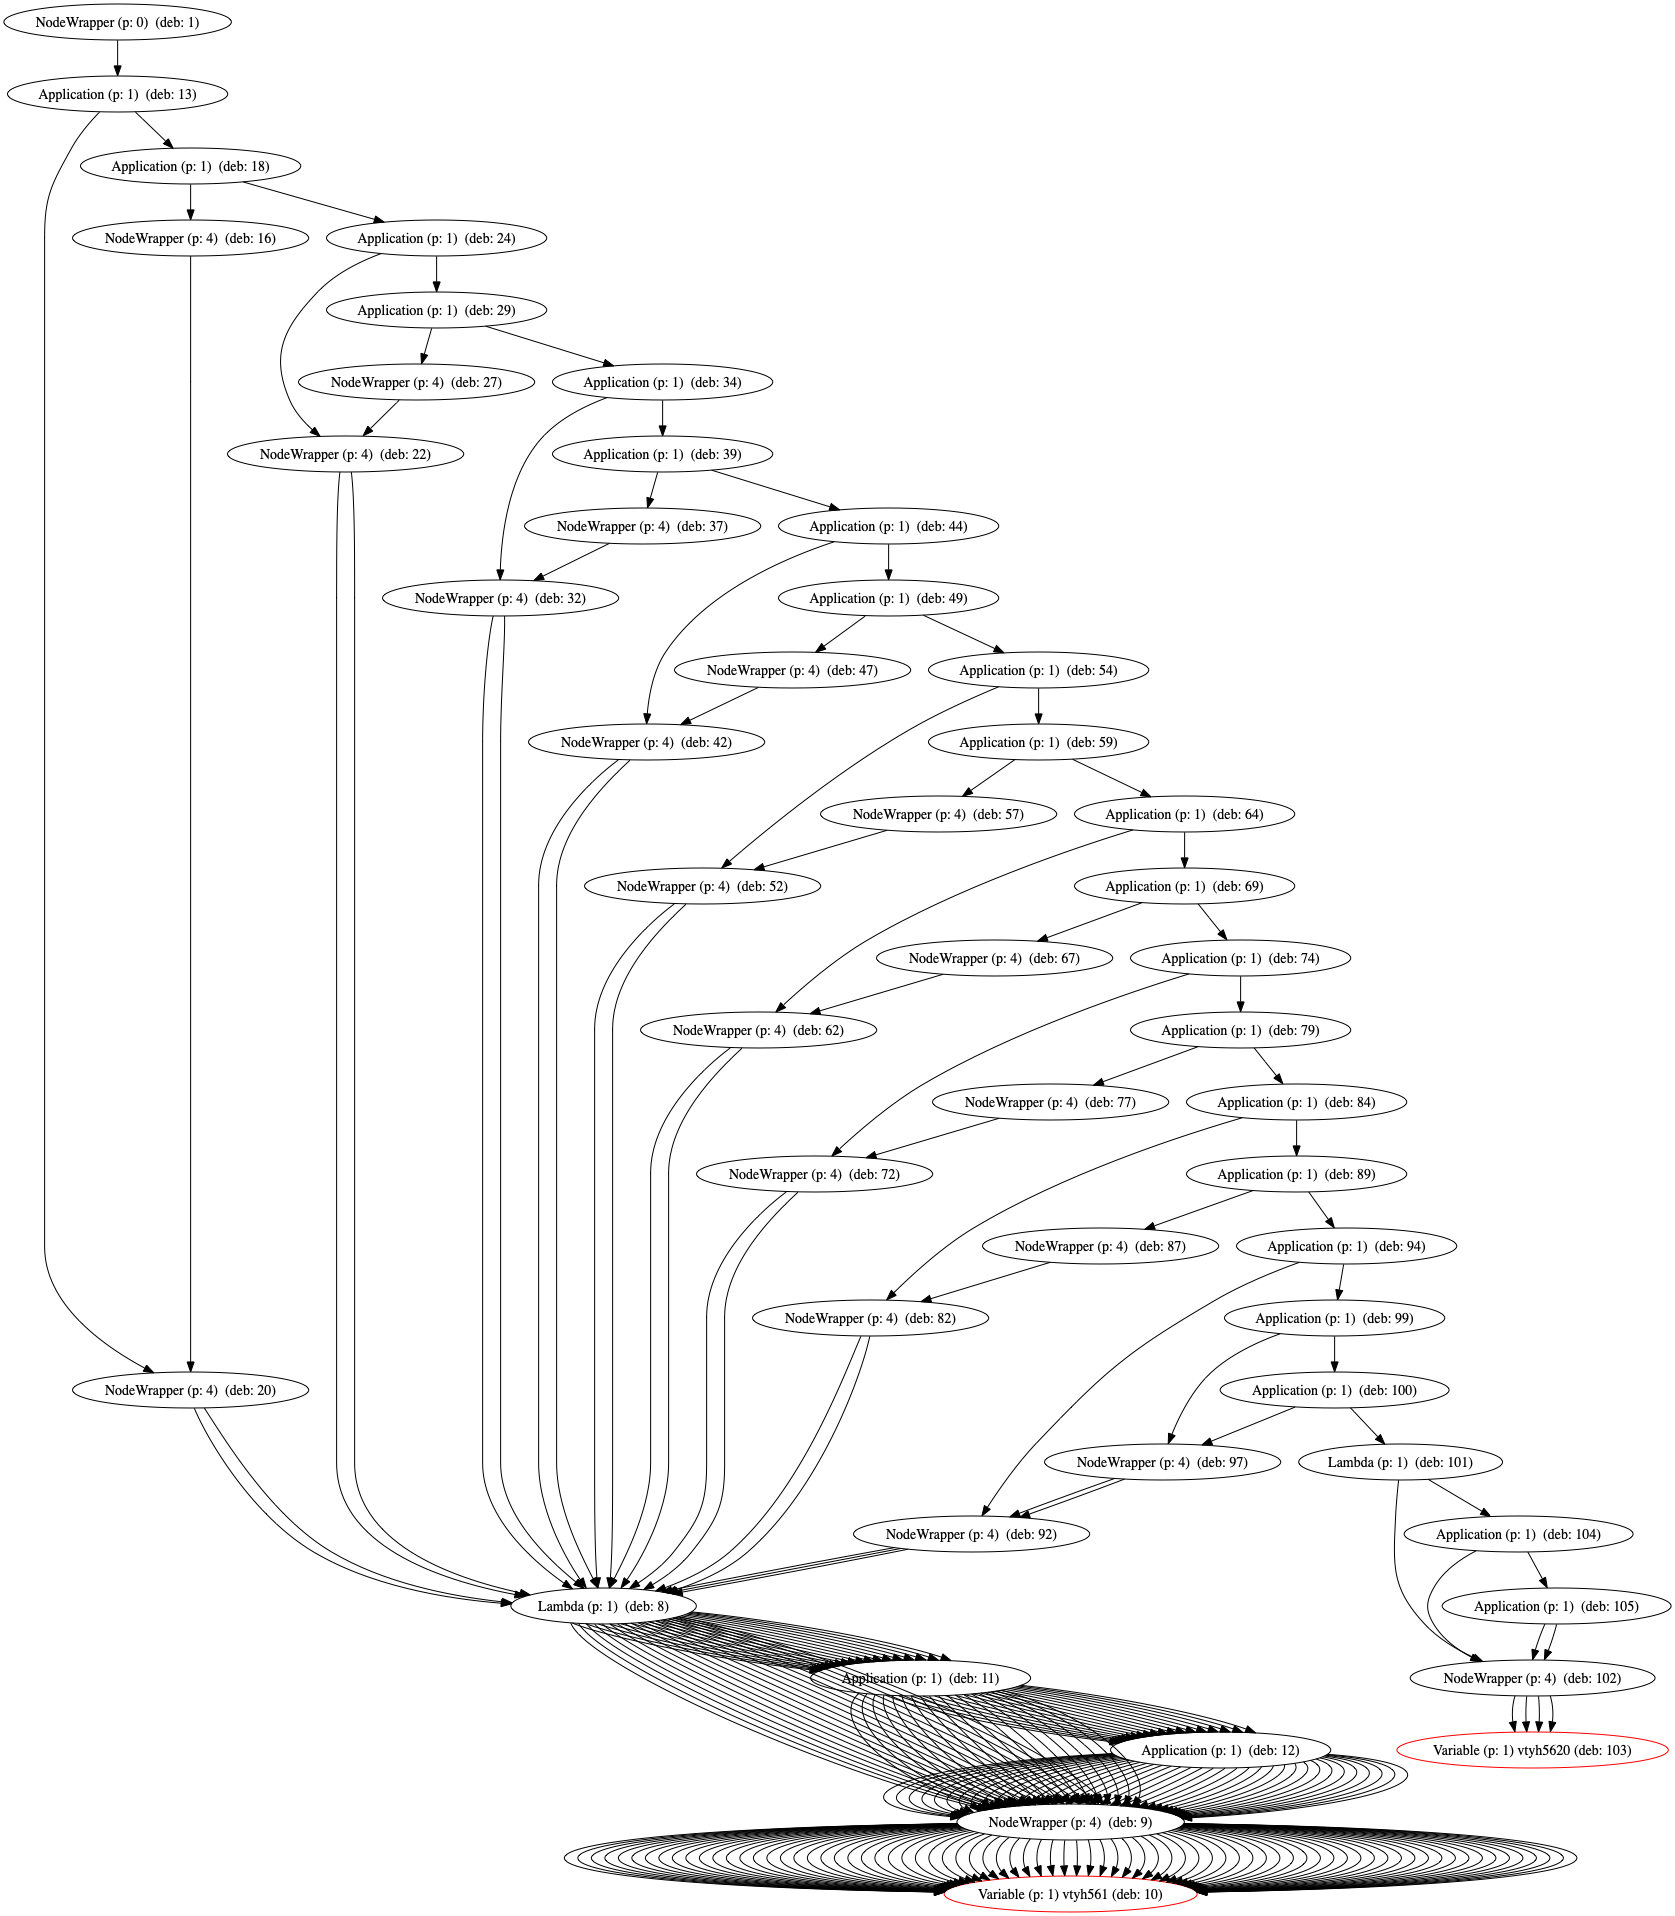 NodeWrapper (p: 0) (deb: 1)
Application (p: 1) (deb: 13)
Application (p: 1) (deb: 18)
NodeWrapper (p: 4) (deb: 16)
Application (p: 1) (deb: 24)
Application (p: 1) (deb: 29)
NodeWrapper (p: 4) (deb: 27)
Application (p: 1) (deb: 34)
NodeWrapper (p: 4) (deb: 22)
Application (p: 1) (deb: 39)
NodeWrapper (p: 4) (deb: 37)
Application (p: 1) (deb: 44)
NodeWrapper (p: 4) (deb: 32)
Application (p: 1) (deb: 49)
NodeWrapper (p: 4) (deb: 47)
Application (p: 1) (deb: 54)
NodeWrapper (p: 4) (deb: 42)
Application (p: 1) (deb: 59)
NodeWrapper (p: 4) (deb: 57)
Application (p: 1) (deb: 64)
NodeWrapper (p: 4) (deb: 52)
Application (p: 1) (deb: 69)
NodeWrapper (p: 4) (deb: 67)
Application (p: 1) (deb: 74)
NodeWrapper (p: 4) (deb: 62)
Application (p: 1) (deb: 79)
NodeWrapper (p: 4) (deb: 77)
Application (p: 1) (deb: 84)
NodeWrapper (p: 4) (deb: 72)
Application (p: 1) (deb: 89)
NodeWrapper (p: 4) (deb: 87)
Application (p: 1) (deb: 94)
NodeWrapper (p: 4) (deb: 82)
Application (p: 1) (deb: 99)
NodeWrapper (p: 4) (deb: 20)
Application (p: 1) (deb: 100)
NodeWrapper (p: 4) (deb: 97)
Lambda (p: 1) (deb: 101)
NodeWrapper (p: 4) (deb: 92)
Application (p: 1) (deb: 104)
Lambda (p: 1) (deb: 8)
Application (p: 1) (deb: 105)
Application (p: 1) (deb: 11)
NodeWrapper (p: 4) (deb: 102)
Application (p: 1) (deb: 12)
Variable (p: 1) vtyh5620 (deb: 103)
NodeWrapper (p: 4) (deb: 9)
Variable (p: 1) vtyh561 (deb: 10)